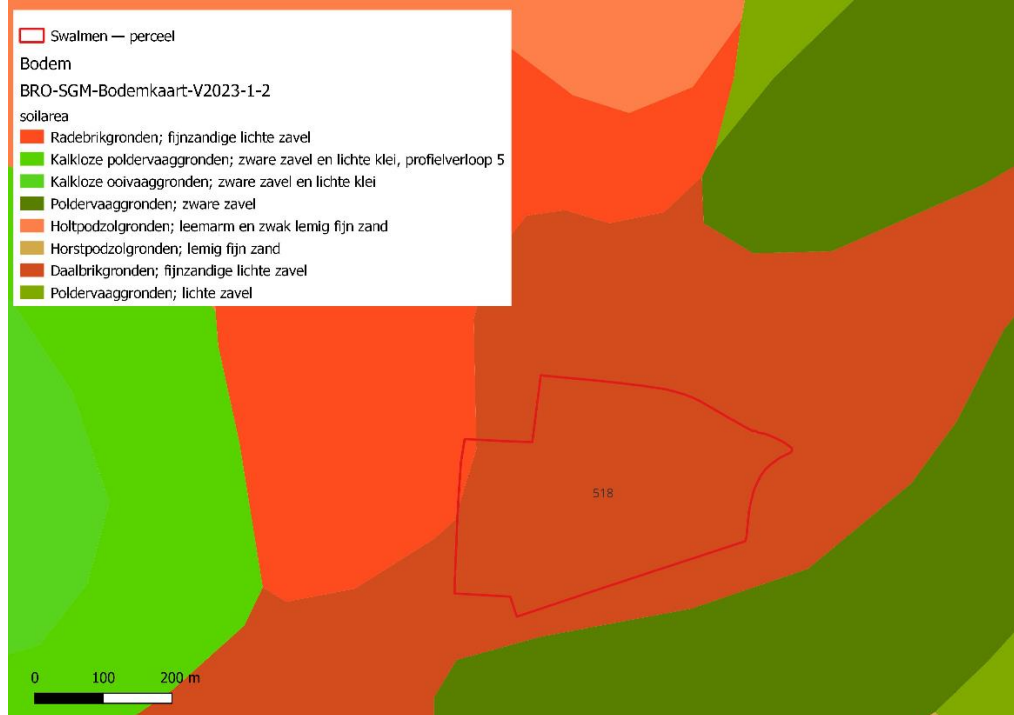 Swalmen — perceel
Bodem
BRO-SGM-Bodemkaart-V2023-1-2
soilarea
Radebrikgronden; fijnzandige lichte zavel
Kalkloze poldervaaggronden; zware zavel en lichte klei, profielverloop 5
Kalkloze ooivaaggronden; zware zavel en lichte klei
Poldervaaggronden; zware zavel
Holtpodzolgronden; leemarm en zwak lemig fijn zand
Horstpodzolgronden; lemig fijn zand
Daalbrikgronden; fijnzandige lichte zavel
Poldervaaggronden; lichte zavel
518
0 100 200 m